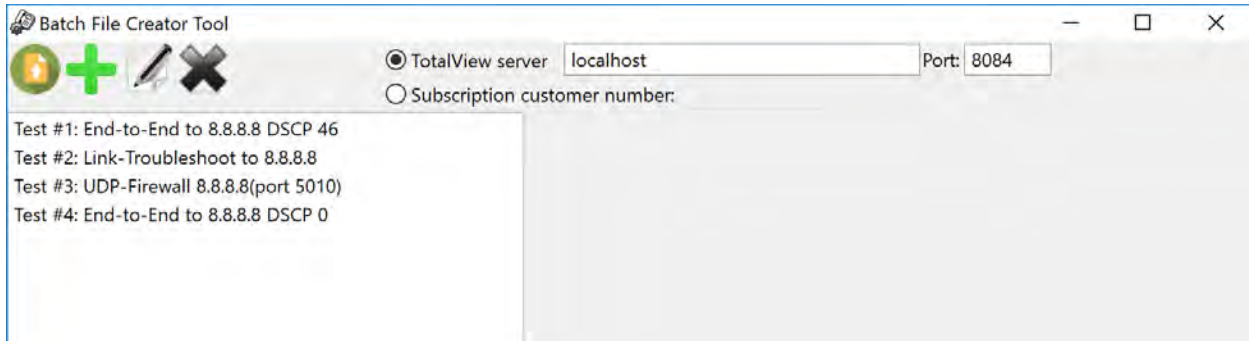 Batch File Creator Tool
TotalView server localhost Port: 8084
Subscription customer number:
Test #1: End-to-End to 8.8.8.8 DSCP 46
Test #2: Link-Troubleshoot to 8.8.8.8
Test #3: UDP-Firewall 8.8.8.8(port 5010)
Test #4: End-to-End to 8.8.8.8 DSCP 0